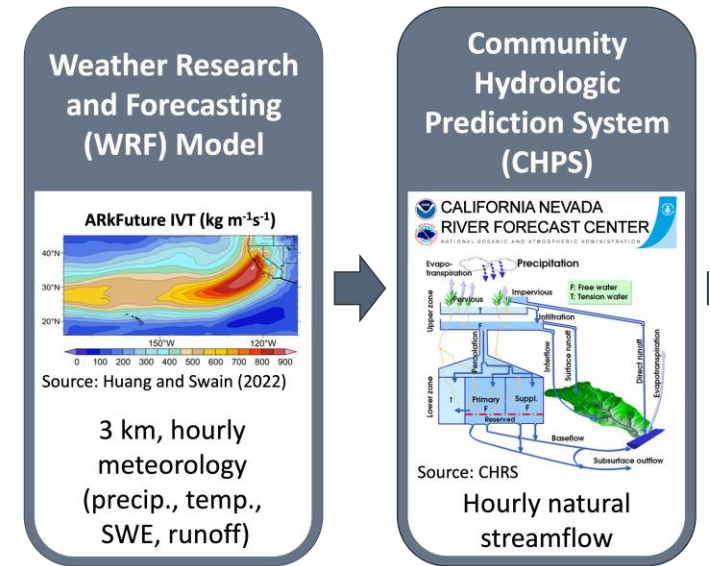 Weather Research
and Forecasting
(WRF) Model
ARkFuture IVT (kg m⁻¹s⁻¹)
40°N
30°N
20°N
150°W
120°W
0 100 200 300 400 500 600 700 800 900
Source: Huang and Swain (2022)
3 km, hourly
meteorology
(precip., temp.,
SWE, runoff)
Community
Hydrologic
Prediction System
(CHPS)
CALIFORNIA NEVADA
RIVER FORECAST CENTER
NATIONAL OCEANIC AND ATMOSPHERIC ADMINISTRATION
Evapo-
transpiration
Precipitation
F: Free water
T: Tension water
Pervious
Impervious
Upper zone
T
F
Infiltration
Percolation
Interflow
Surface runoff
Direct runoff
Evapotranspiration
Lower zone
T
Primary
F
Suppl.
F
Reserved
Baseflow
Subsurface outflow
Source: CHRS
Hourly natural
streamflow